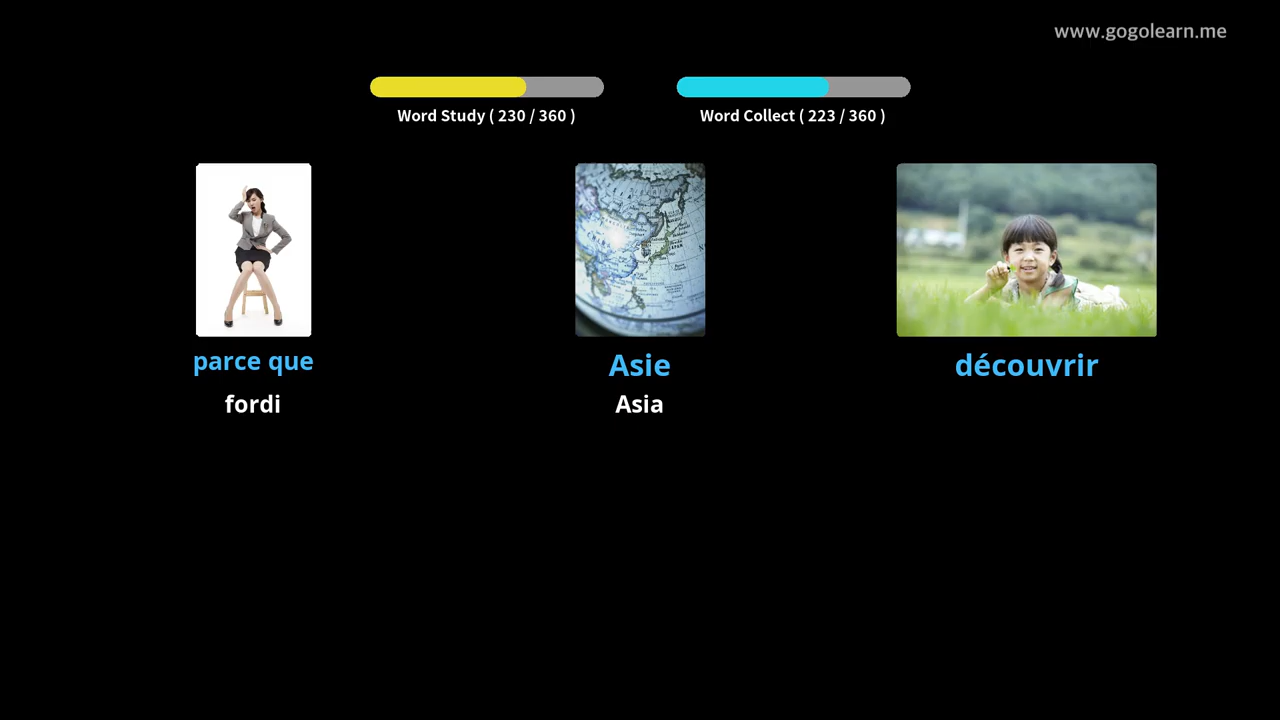 www.gogolearn.me
Word Study ( 230 / 360 )
Word Collect ( 223 / 360 )
parce que
Asie
découvrir
fordi
Asia